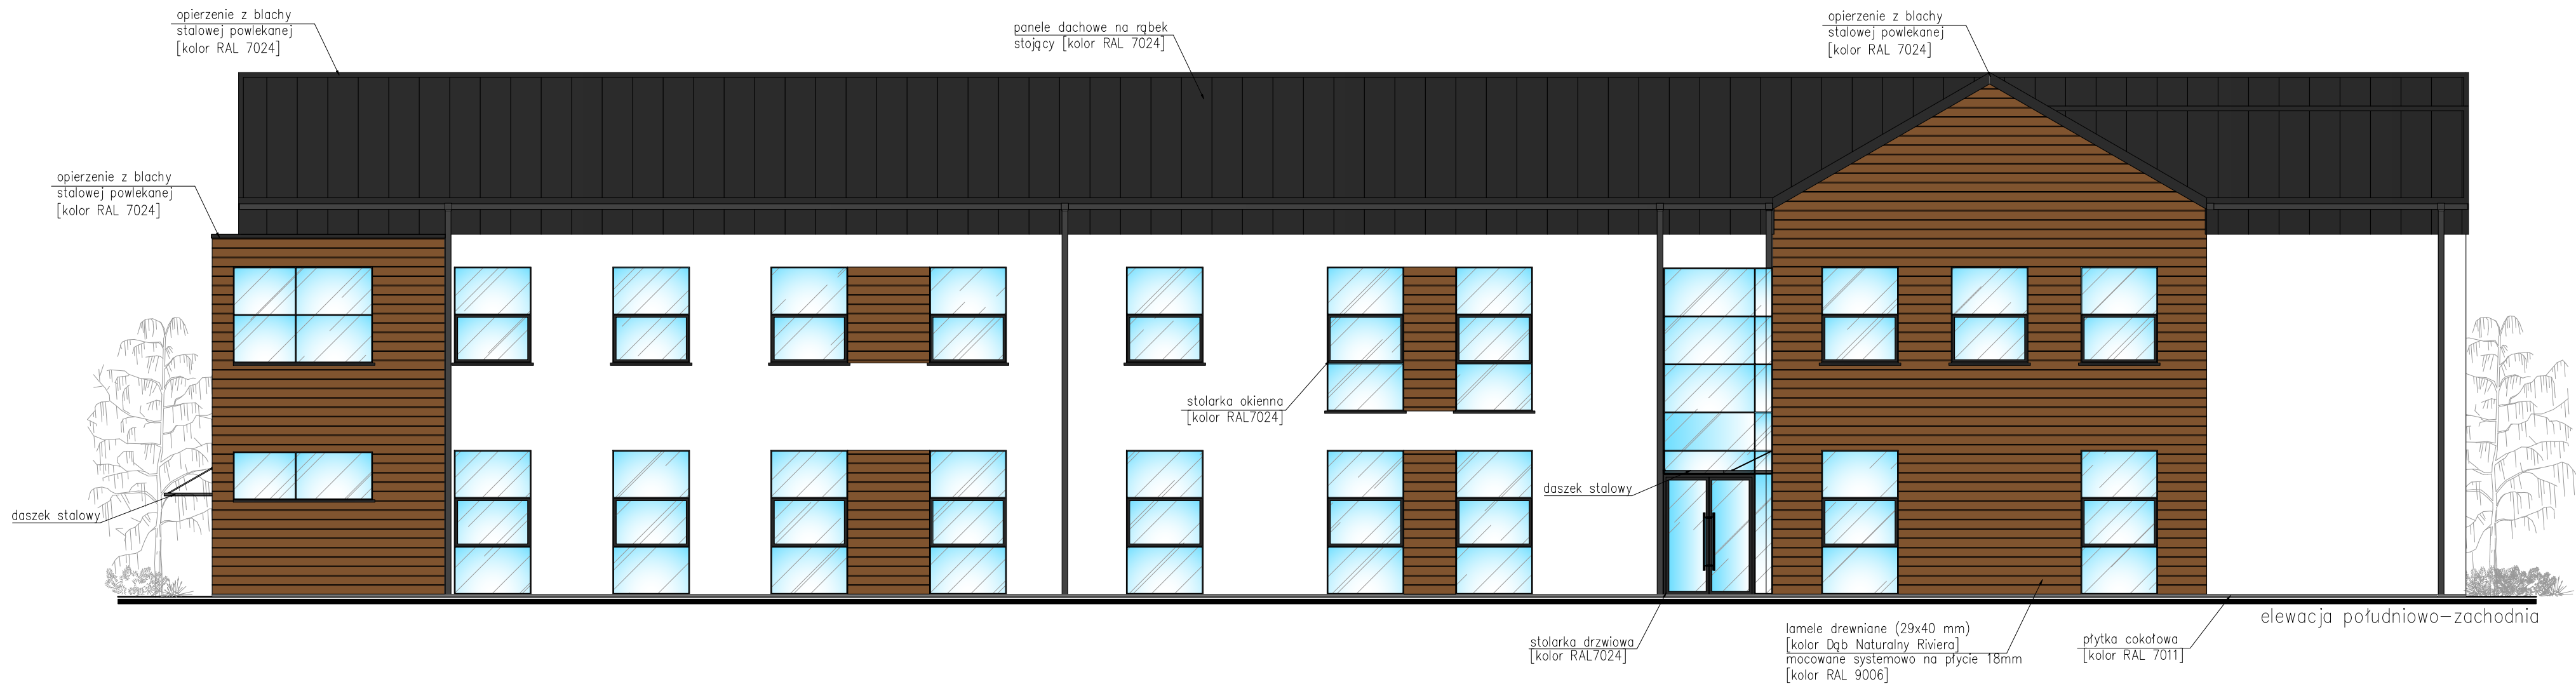 opierzenie z blachy
stalowej powlekanej
[kolor RAL 7024]
panele dachowe na rąbek
stojący [kolor RAL 7024]
opierzenie z blachy
stalowej powlekanej
[kolor RAL 7024]
opierzenie z blachy
stalowej powlekanej
[kolor RAL 7024]
stolarka okienna
[kolor RAL7024]
daszek stalowy
daszek stalowy
elewacja południowo-zachodnia
stolarka drzwiowa
[kolor RAL7024]
lamele drewniane (29x40 mm)
[kolor Dąb Naturalny Riviera]
mocowane systemowo na płycie 18mm
[kolor RAL 9006]
płytka cokołowa
[kolor RAL 7011]